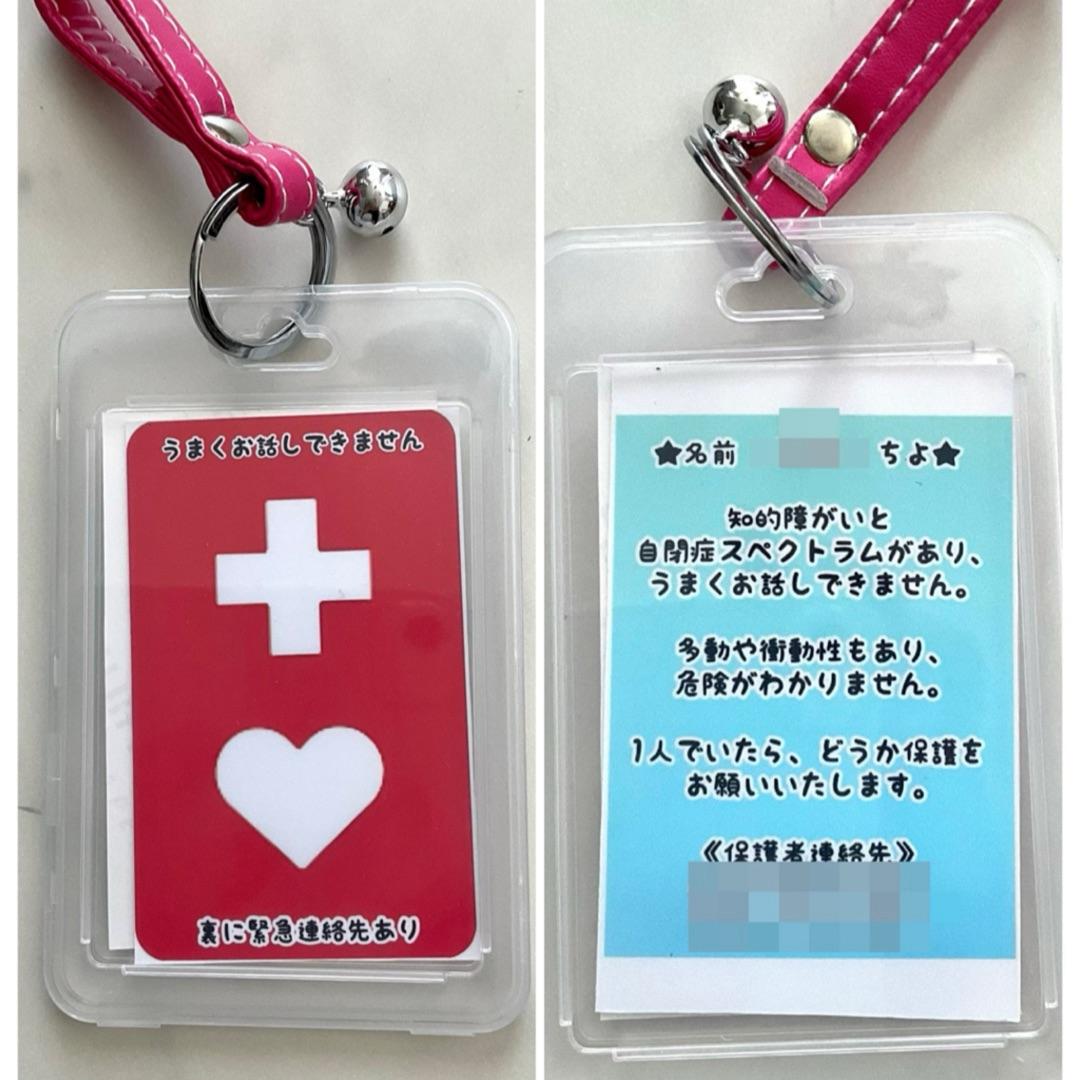 うまくお話しできません
裏に緊急連絡先あり
★名前 ちよ★
知的障がいと
自閉症スペクトラムがあり、
うまくお話しできません。
多動や衝動性もあり、
危険がわかりません。
1人でいたら、どうか保護を
お願いいたします。
《保護者連絡先》